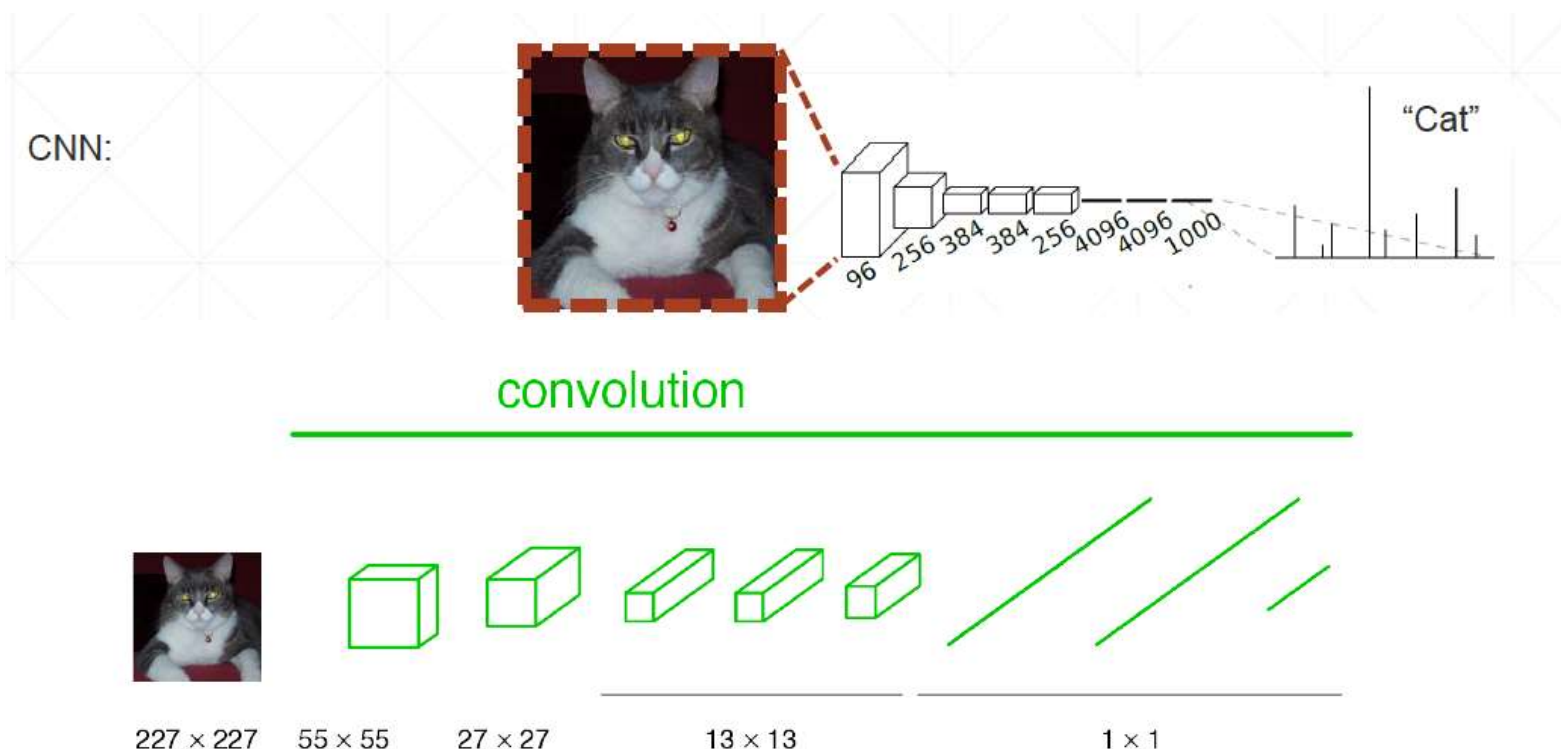 CNN:
"Cat"
96 256 384 384 256 4096 4096 1000
convolution
227 × 227 55 × 55 27 × 27 13 × 13 1 × 1